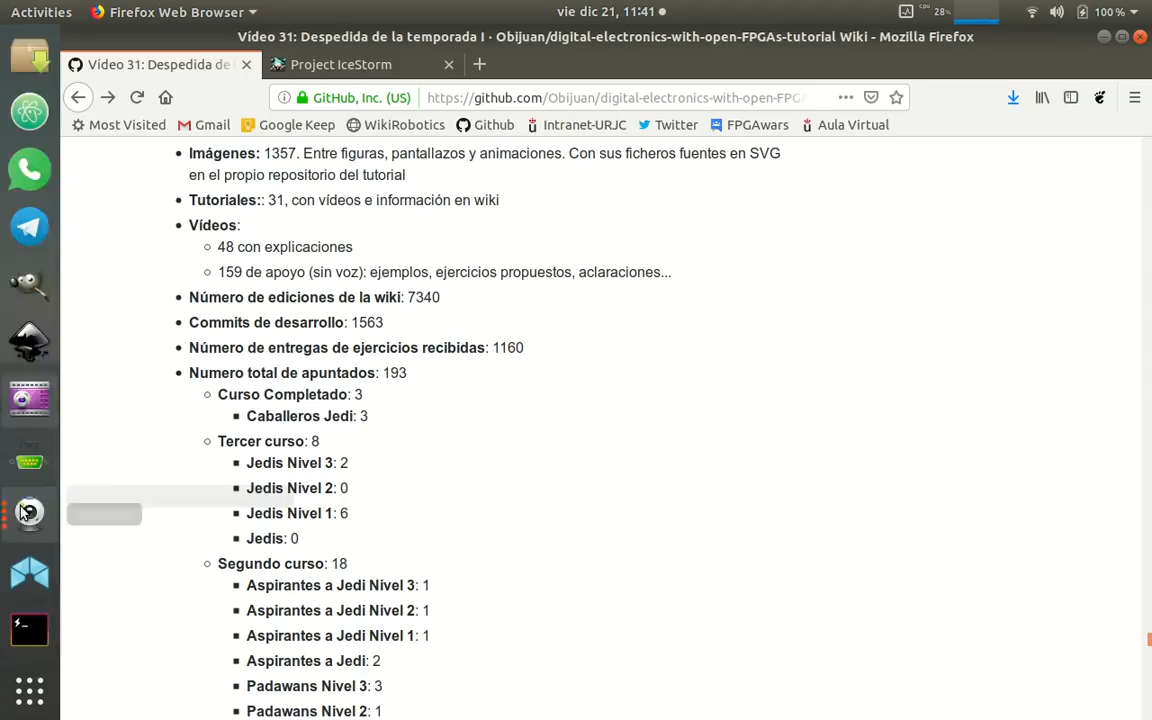 Activities Firefox Web Browser vie dic 21, 11:41 28% 100 %
Vídeo 31: Despedida de la temporada I · Obijuan/digital-electronics-with-open-FPGAs-tutorial Wiki - Mozilla Firefox
Vídeo 31: Despedida de Project IceStorm
GitHub, Inc. (US) https://github.com/Obijuan/digital-electronics-with-open-FPGA
Most Visited Gmail Google Keep WikiRobotics Github Intranet-URJC Twitter FPGAwars Aula Virtual
Imágenes: 1357. Entre figuras, pantallazos y animaciones. Con sus ficheros fuentes en SVG
en el propio repositorio del tutorial
Tutoriales:: 31, con vídeos e información en wiki
Vídeos:
48 con explicaciones
159 de apoyo (sin voz): ejemplos, ejercicios propuestos, aclaraciones...
Número de ediciones de la wiki: 7340
Commits de desarrollo: 1563
Número de entregas de ejercicios recibidas: 1160
Numero total de apuntados: 193
Curso Completado: 3
Caballeros Jedi: 3
Tercer curso: 8
Jedis Nivel 3: 2
Jedis Nivel 2: 0
Jedis Nivel 1: 6
Jedis: 0
Segundo curso: 18
Aspirantes a Jedi Nivel 3: 1
Aspirantes a Jedi Nivel 2: 1
Aspirantes a Jedi Nivel 1: 1
Aspirantes a Jedi: 2
Padawans Nivel 3: 3
Padawans Nivel 2: 1